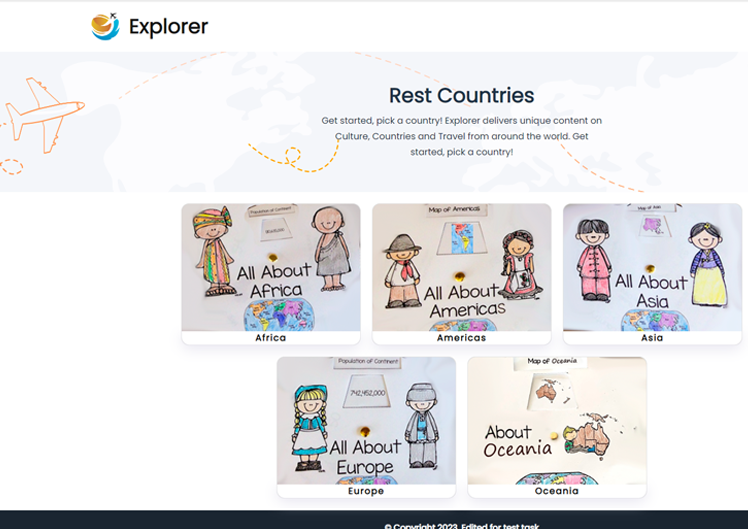 Explorer
Rest Countries
Get started, pick a country! Explorer delivers unique content on
Culture, Countries and Travel from around the world. Get
started, pick a country!
Population of Continent
All About
Africa
Africa
Map of Americas
All About
Americas
Americas
Map of Asia
All About
Asia
Asia
Population of Continent
742,452,000
All About
Europe
Europe
Map of Oceania
About
Oceania
Oceania
© Copyright 2023. Edited for test task